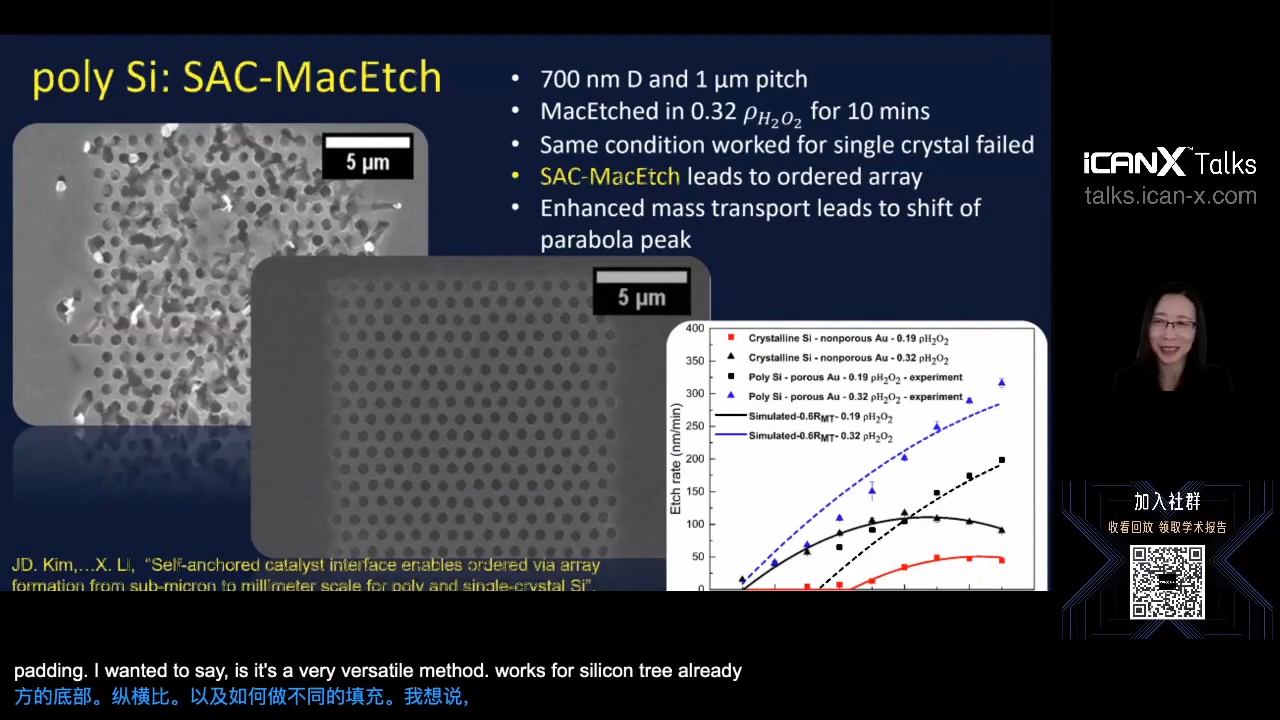 poly Si: SAC-MacEtch
• 700 nm D and 1 µm pitch
• MacEtched in 0.32 ρH₂O₂ for 10 mins
• Same condition worked for single crystal failed
• SAC-MacEtch leads to ordered array
• Enhanced mass transport leads to shift of
parabola peak
5 µm
5 µm
Crystalline Si - nonporous Au - 0.19 ρH₂O₂
Crystalline Si - nonporous Au - 0.32 ρH₂O₂
Poly Si - porous Au - 0.19 ρH₂O₂ - experiment
Poly Si - porous Au - 0.32 ρH₂O₂ - experiment
Simulated-0.6RMT- 0.19 ρH₂O₂
Simulated-0.6RMT- 0.32 ρH₂O₂
Etch rate (nm/min)
400
350
300
250
200
150
100
50
0
JD. Kim,...X. Li, “Self-anchored catalyst interface enables ordered via array
formation from sub-micron to millimeter scale for poly and single-crystal Si”,
iCANX™ Talks
talks.ican-x.com
加入社群
收看回放 领取学术报告
padding. I wanted to say, is it's a very versatile method. works for silicon tree already
方的底部。纵横比。以及如何做不同的填充。我想说，